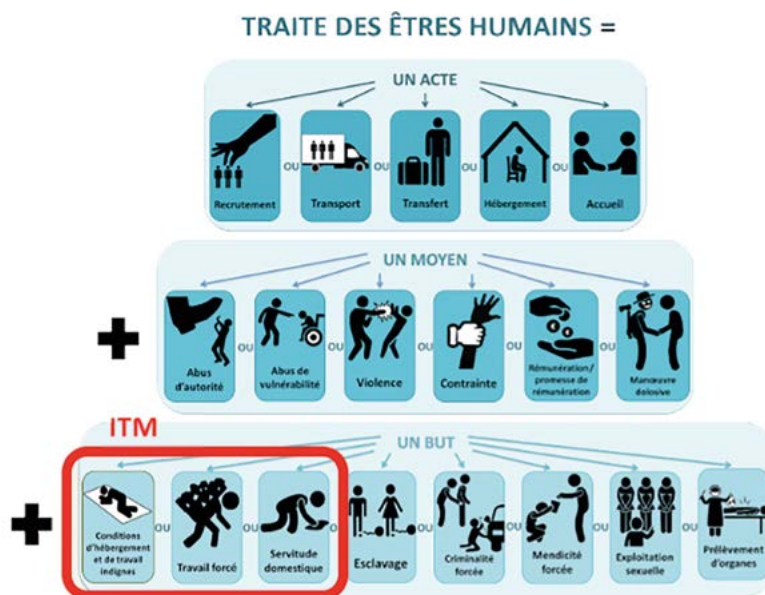 TRAITE DES ÊTRES HUMAINS =
UN ACTE
Recrutement OU Transport OU Transfert OU Hébergement OU Accueil
UN MOYEN
Abus d'autorité OU Abus de vulnérabilité OU Violence OU Contrainte OU Rémunération/ promesse de rémunération OU Manœuvre dolosive
ITM
UN BUT
Conditions d'hébergement et de travail indignes OU Travail forcé OU Servitude domestique OU Esclavage OU Criminalité forcée OU Mendicité forcée OU Exploitation sexuelle OU Prélèvement d'organes